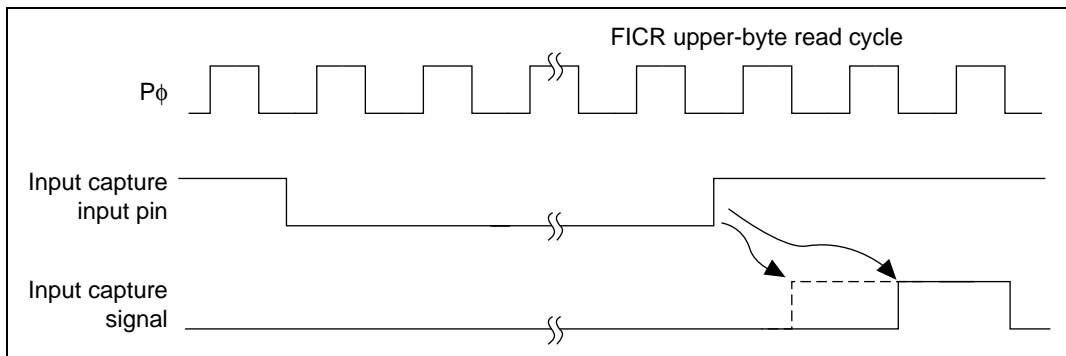 FICR upper-byte read cycle
Pϕ
Input capture
input pin
Input capture
signal